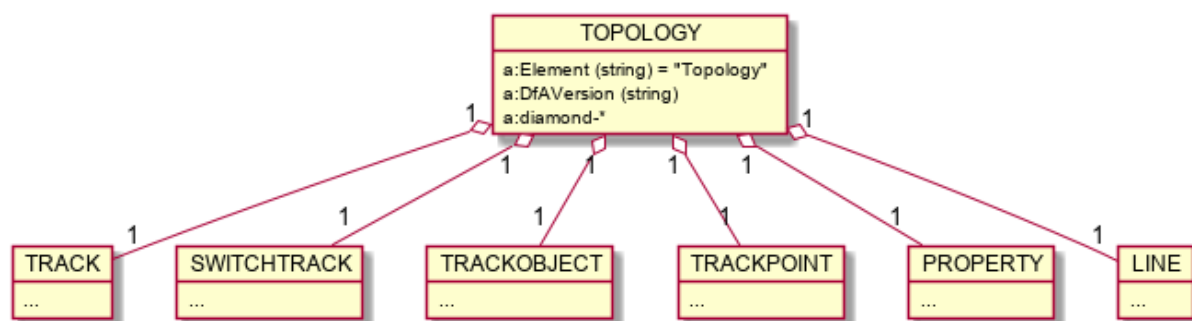 TOPOLOGY
a:Element (string) = "Topology"
a:DfAVersion (string)
a:diamond-*
1 1
1 1 1 1
1 1 1 1 1 1
TRACK SWITCHTRACK TRACKOBJECT TRACKPOINT PROPERTY LINE
... ... ... ... ... ...